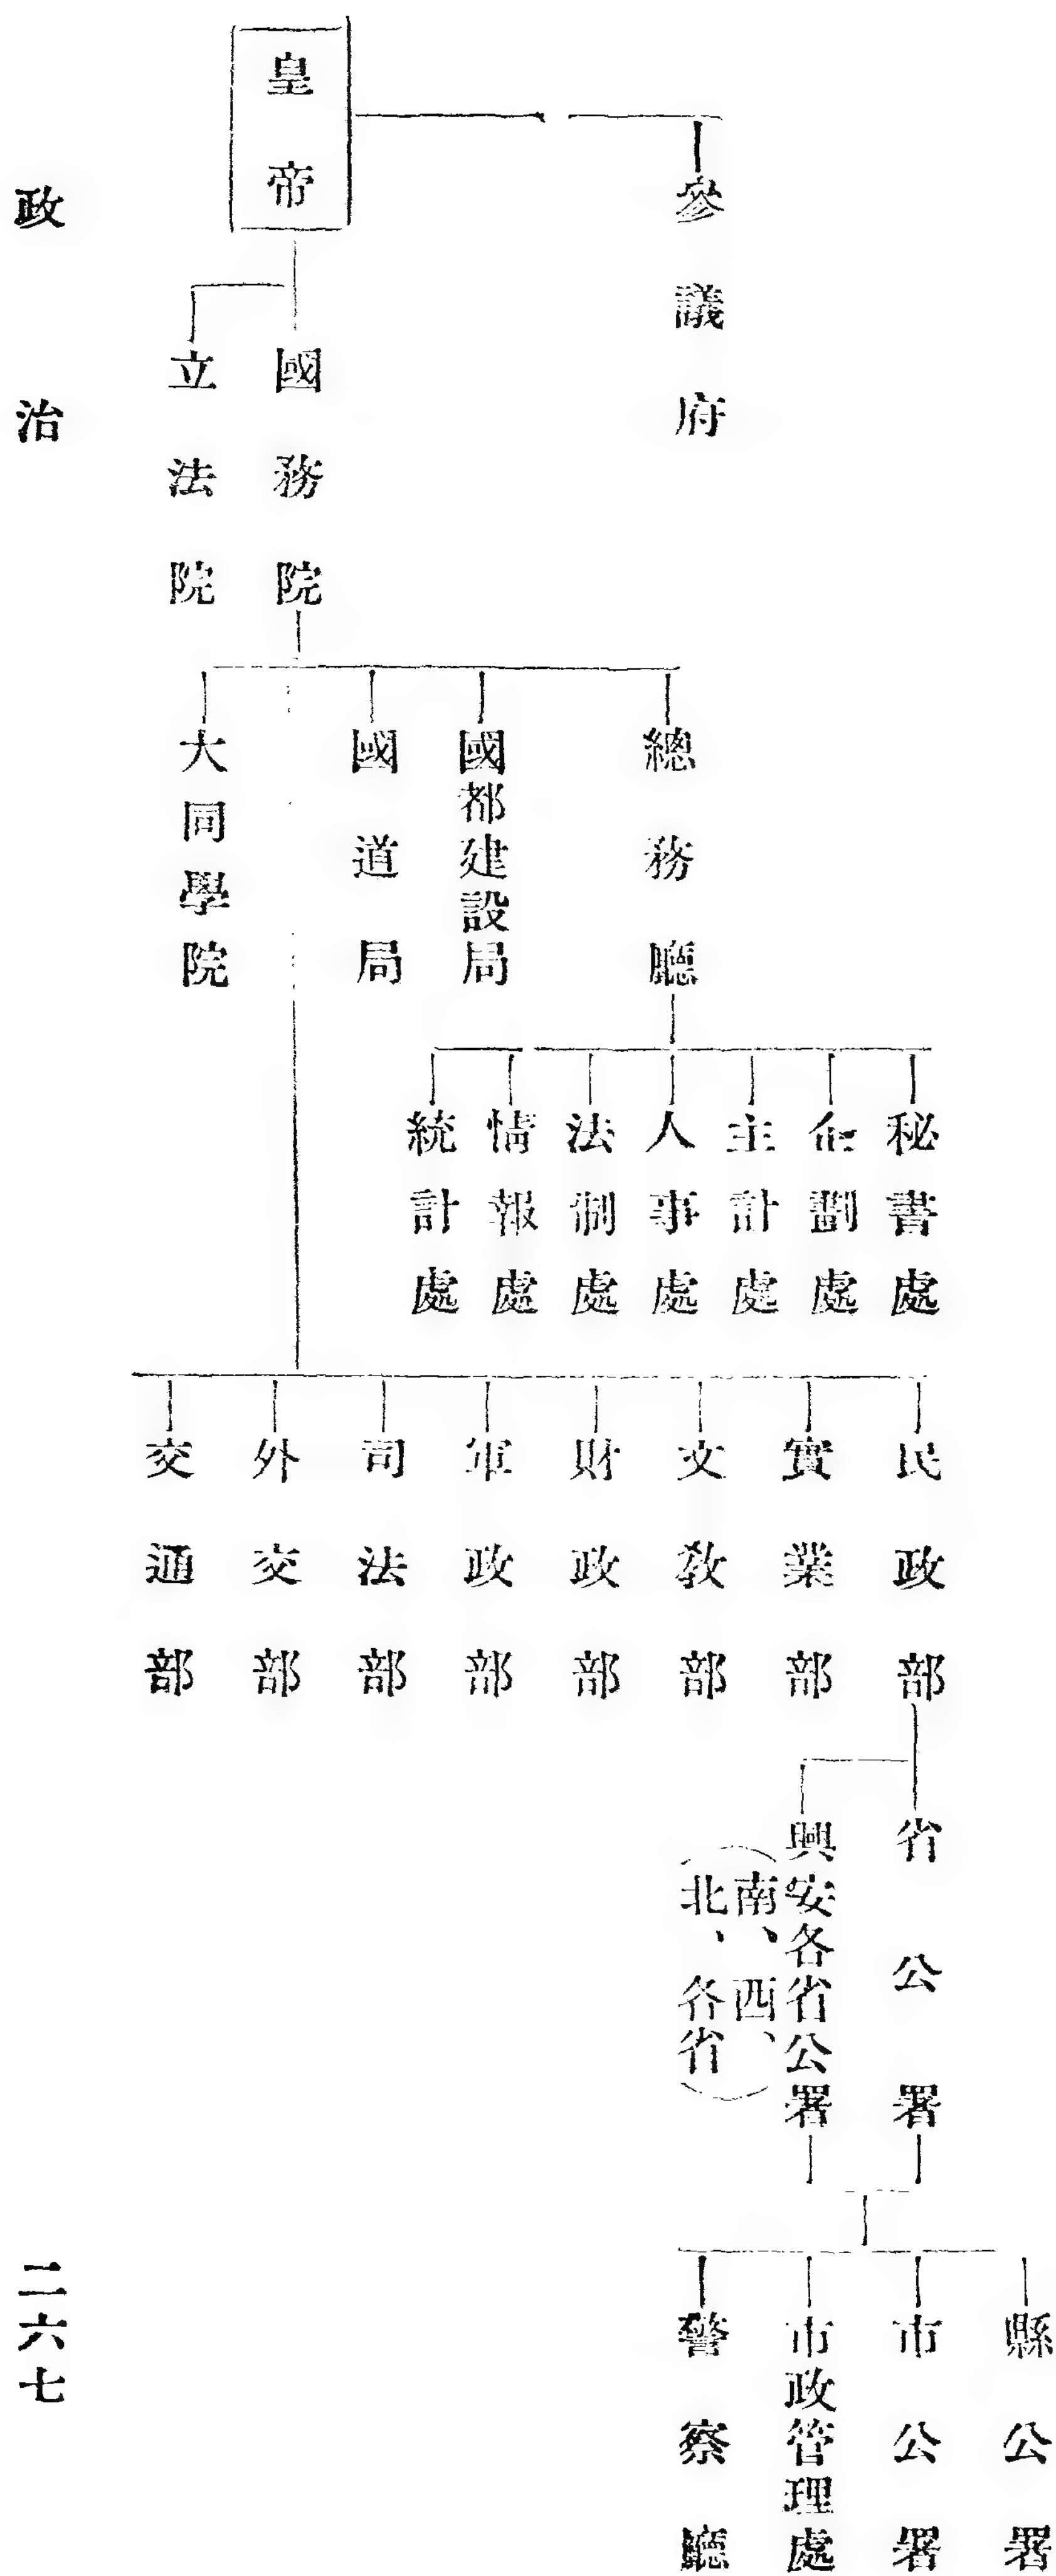 參議府
皇帝
國務院
立法院
總務廳
國都建設局
國道局
大同學院
秘書處
企劃處
主計處
人事處
法制處
情報處
統計處
民政部
實業部
文敎部
財政部
軍政部
司法部
外交部
交通部
省公署
興安各省公署
(南、西、
北、各省)
縣公署
市公署
市政管理處
警察廳
政治
二六七